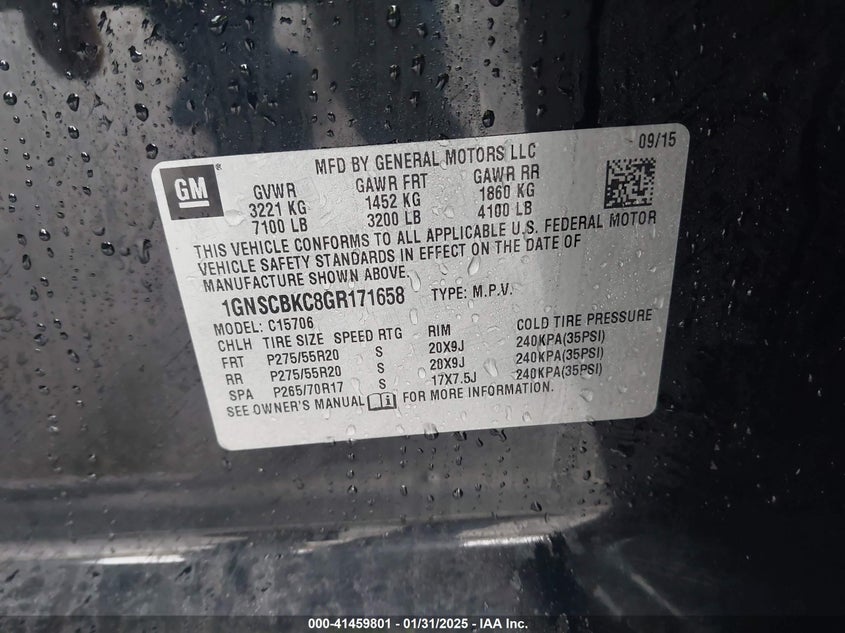 GM ®
MFD BY GENERAL MOTORS LLC 09/15
GVWR GAWR FRT GAWR RR
3221 KG 1452 KG 1860 KG
7100 LB 3200 LB 4100 LB
THIS VEHICLE CONFORMS TO ALL APPLICABLE U.S. FEDERAL MOTOR
VEHICLE SAFETY STANDARDS IN EFFECT ON THE DATE OF
MANUFACTURE SHOWN ABOVE.
1GNSCBKC8GR171658 TYPE: M.P.V.
MODEL: C15706
CHLH TIRE SIZE SPEED RTG RIM COLD TIRE PRESSURE
FRT P275/55R20 S 20X9J 240KPA(35PSI)
RR P275/55R20 S 20X9J 240KPA(35PSI)
SPA P265/70R17 S 17X7.5J 240KPA(35PSI)
SEE OWNER'S MANUAL i FOR MORE INFORMATION.
000-41459801 - 01/31/2025 - IAA Inc.